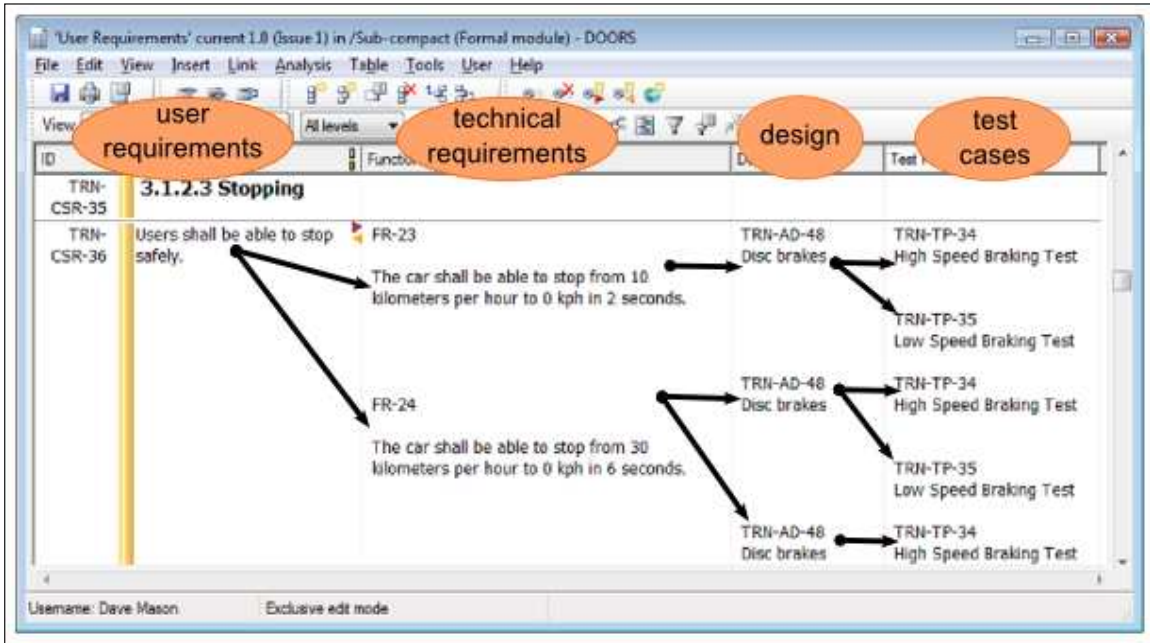 'User Requirements' current 1.0 (Issue 1) in /Sub-compact (Formal module) - DOORS
File Edit View Insert Link Analysis Table Tools User Help
View
All levels
user
requirements
technical
requirements
design
test
cases
ID
TRN-
CSR-35
3.1.2.3 Stopping
TRN-
CSR-36
Users shall be able to stop
safely.
FR-23
The car shall be able to stop from 10
kilometers per hour to 0 kph in 2 seconds.
TRN-AD-48
Disc brakes
TRN-TP-34
High Speed Braking Test
TRN-TP-35
Low Speed Braking Test
FR-24
The car shall be able to stop from 30
kilometers per hour to 0 kph in 6 seconds.
TRN-AD-48
Disc brakes
TRN-TP-34
High Speed Braking Test
TRN-TP-35
Low Speed Braking Test
TRN-AD-48
Disc brakes
TRN-TP-34
High Speed Braking Test
Username: Dave Mason
Exclusive edit mode